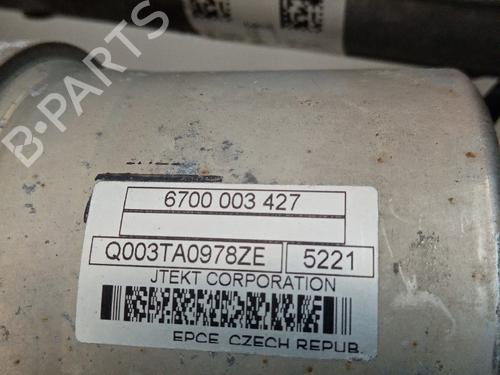 B-PARTS
6700 003 427
Q003TA0978ZE 5221
JTEKT CORPORATION
EPCE, CZECH REPUB.